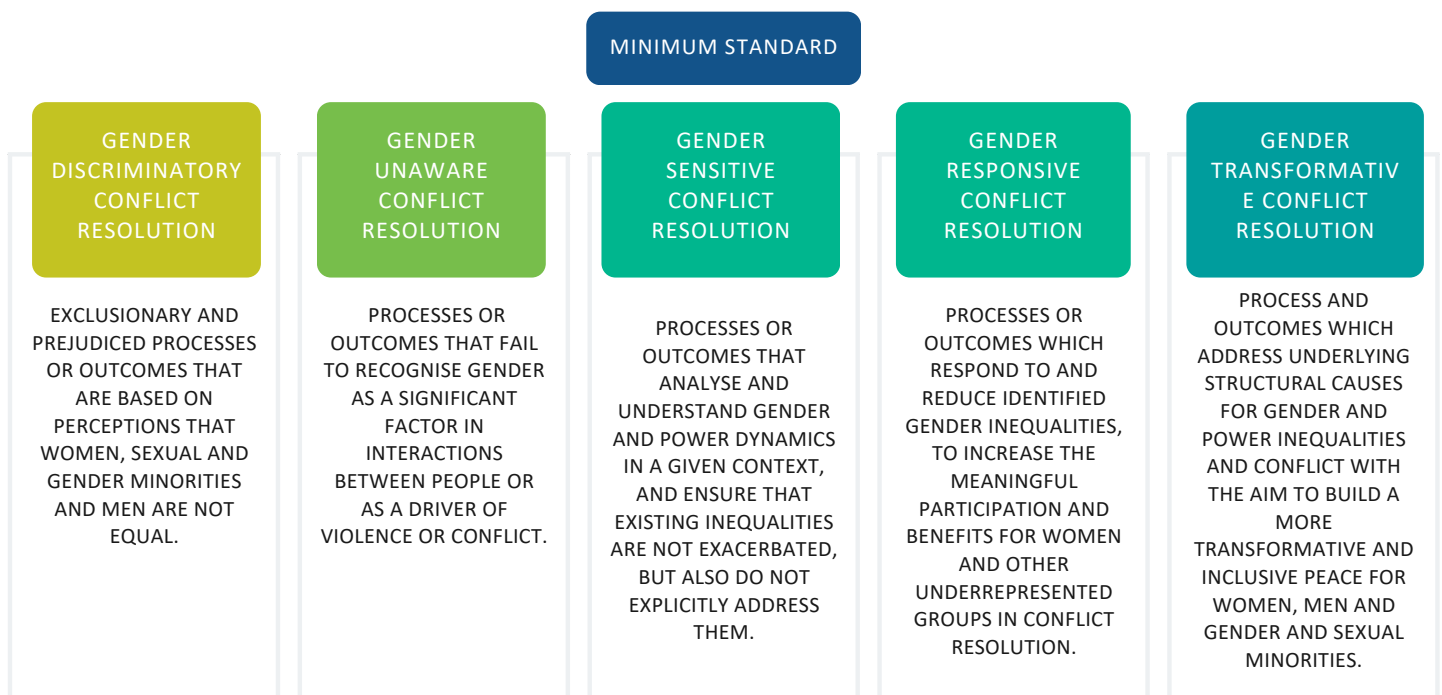 MINIMUM STANDARD
GENDER
DISCRIMINATORY
CONFLICT
RESOLUTION
EXCLUSIONARY AND
PREJUDICED PROCESSES
OR OUTCOMES THAT
ARE BASED ON
PERCEPTIONS THAT
WOMEN, SEXUAL AND
GENDER MINORITIES
AND MEN ARE NOT
EQUAL.
GENDER
UNAWARE
CONFLICT
RESOLUTION
PROCESSES OR
OUTCOMES THAT FAIL
TO RECOGNISE GENDER
AS A SIGNIFICANT
FACTOR IN
INTERACTIONS
BETWEEN PEOPLE OR
AS A DRIVER OF
VIOLENCE OR CONFLICT.
GENDER
SENSITIVE
CONFLICT
RESOLUTION
PROCESSES OR
OUTCOMES THAT
ANALYSE AND
UNDERSTAND GENDER
AND POWER DYNAMICS
IN A GIVEN CONTEXT,
AND ENSURE THAT
EXISTING INEQUALITIES
ARE NOT EXACERBATED,
BUT ALSO DO NOT
EXPLICITLY ADDRESS
THEM.
GENDER
RESPONSIVE
CONFLICT
RESOLUTION
PROCESSES OR
OUTCOMES WHICH
RESPOND TO AND
REDUCE IDENTIFIED
GENDER INEQUALITIES,
TO INCREASE THE
MEANINGFUL
PARTICIPATION AND
BENEFITS FOR WOMEN
AND OTHER
UNDERREPRESENTED
GROUPS IN CONFLICT
RESOLUTION.
GENDER
TRANSFORMATIV
E CONFLICT
RESOLUTION
PROCESS AND
OUTCOMES WHICH
ADDRESS UNDERLYING
STRUCTURAL CAUSES
FOR GENDER AND
POWER INEQUALITIES
AND CONFLICT WITH
THE AIM TO BUILD A
MORE
TRANSFORMATIVE AND
INCLUSIVE PEACE FOR
WOMEN, MEN AND
GENDER AND SEXUAL
MINORITIES.